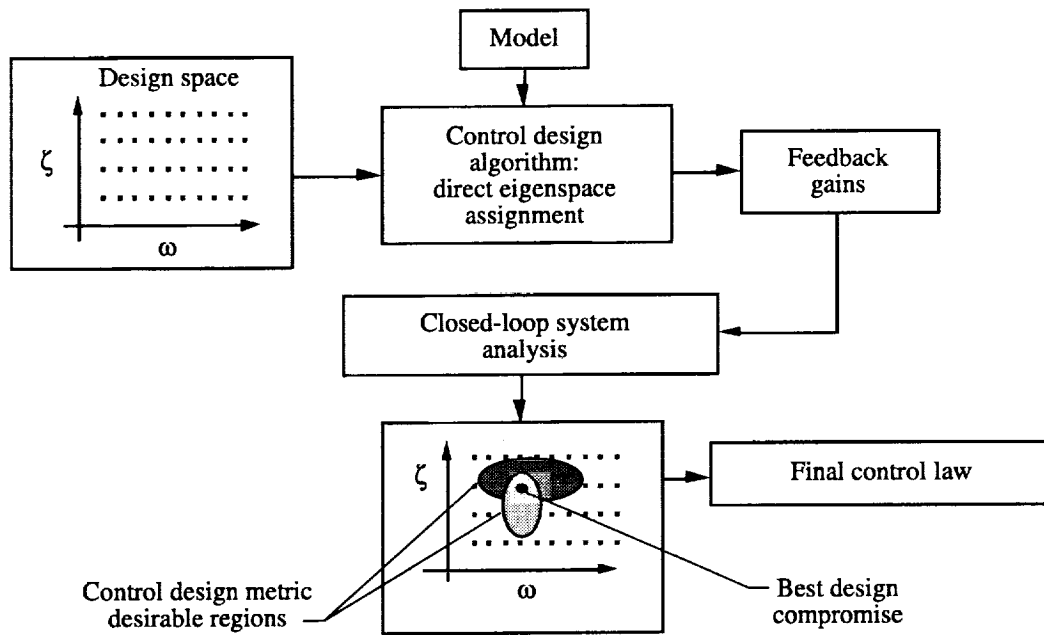 Model
Design space
ζ
ω
Control design
algorithm:
direct eigenspace
assignment
Feedback
gains
Closed-loop system
analysis
ζ
ω
Final control law
Control design metric
desirable regions
Best design
compromise